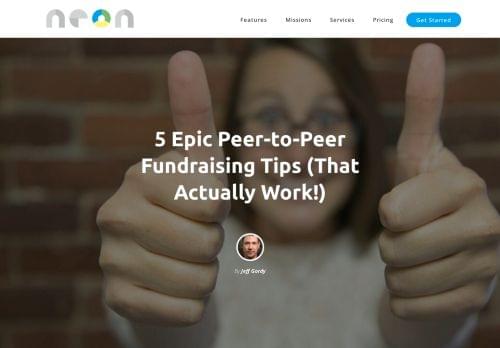 neon
Features Missions Services Pricing Get Started
5 Epic Peer-to-Peer
Fundraising Tips (That
Actually Work!)
By Jeff Gordy